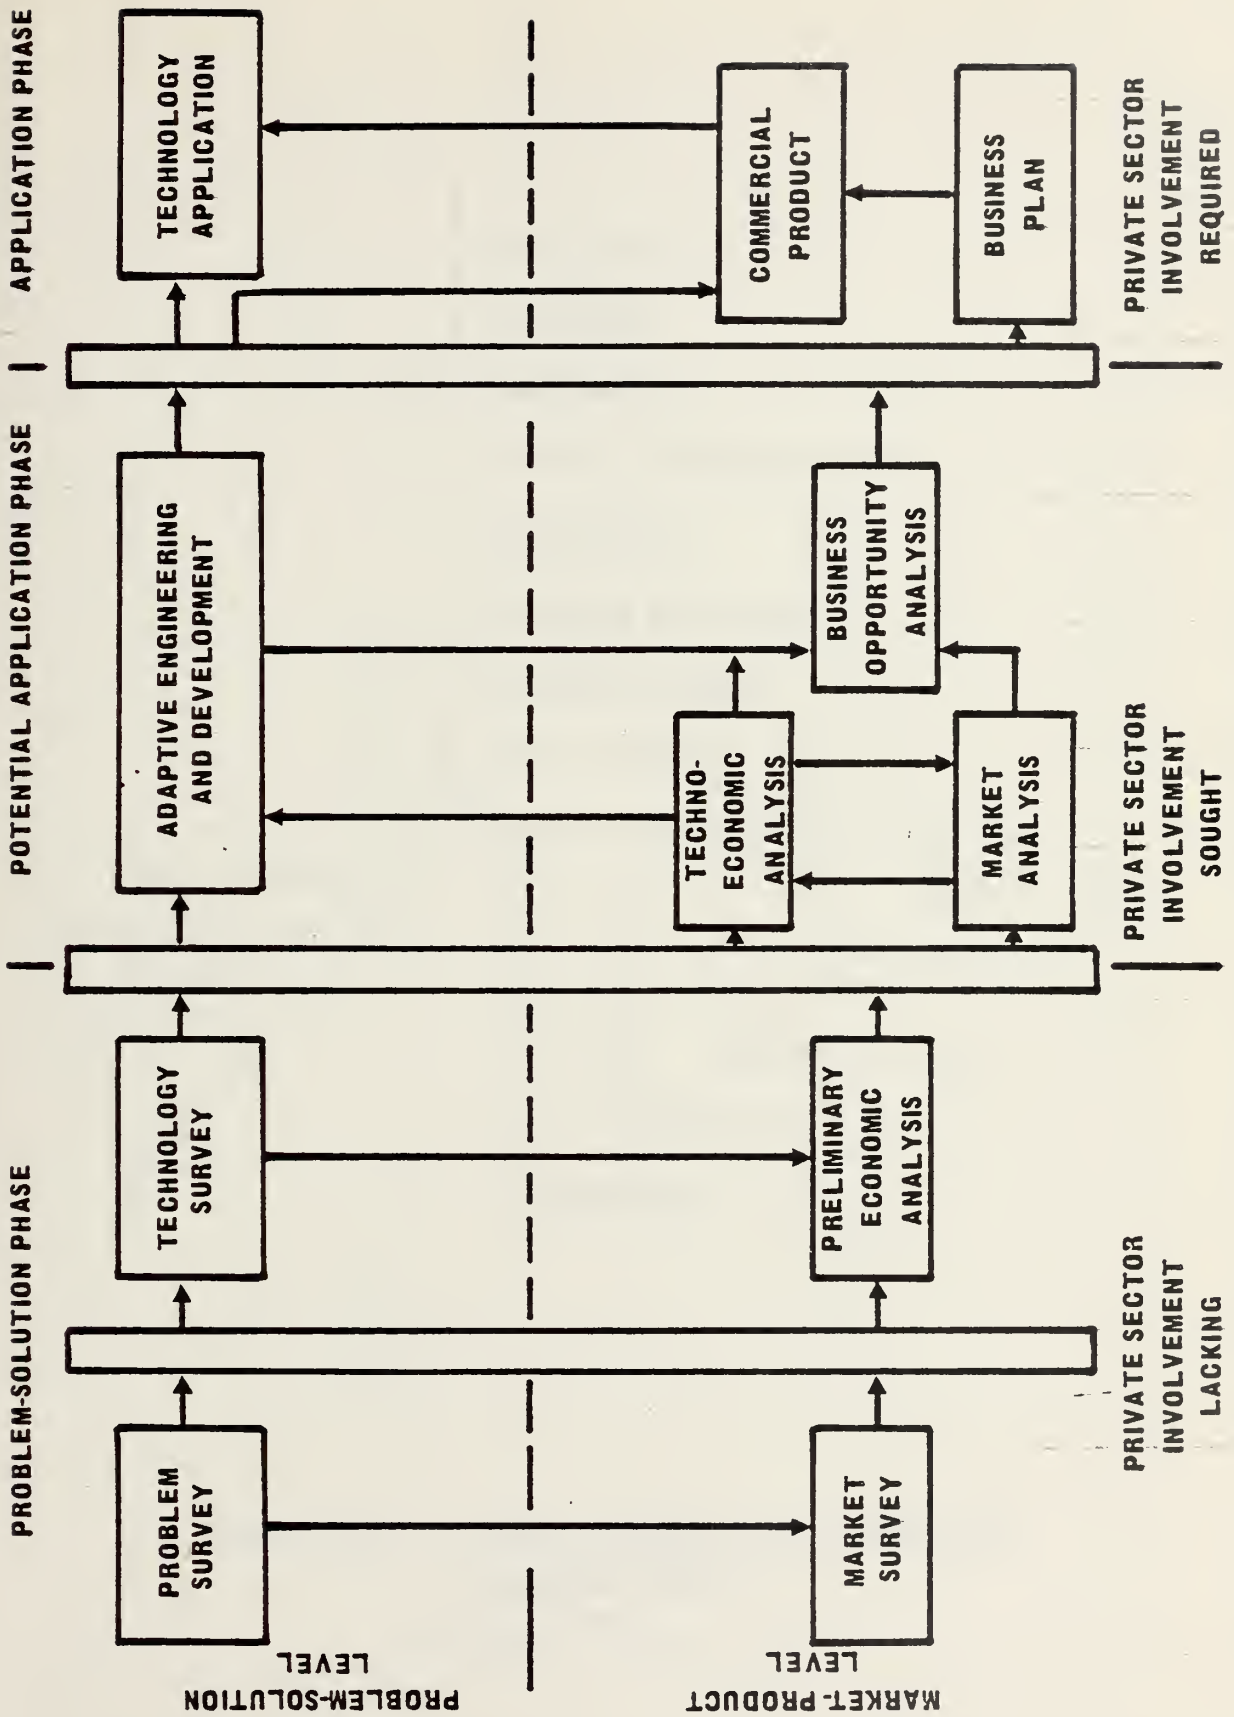 PROBLEM-SOLUTION PHASE
POTENTIAL APPLICATION PHASE
APPLICATION PHASE
PROBLEM-SOLUTION
LEVEL
PROBLEM
SURVEY
TECHNOLOGY
SURVEY
ADAPTIVE ENGINEERING
AND DEVELOPMENT
TECHNOLOGY
APPLICATION
MARKET-PRODUCT
LEVEL
MARKET
SURVEY
PRELIMINARY
ECONOMIC
ANALYSIS
TECHNO-
ECONOMIC
ANALYSIS
MARKET
ANALYSIS
BUSINESS
OPPORTUNITY
ANALYSIS
COMMERCIAL
PRODUCT
BUSINESS
PLAN
PRIVATE SECTOR
INVOLVEMENT
LACKING
PRIVATE SECTOR
INVOLVEMENT
SOUGHT
PRIVATE SECTOR
INVOLVEMENT
REQUIRED